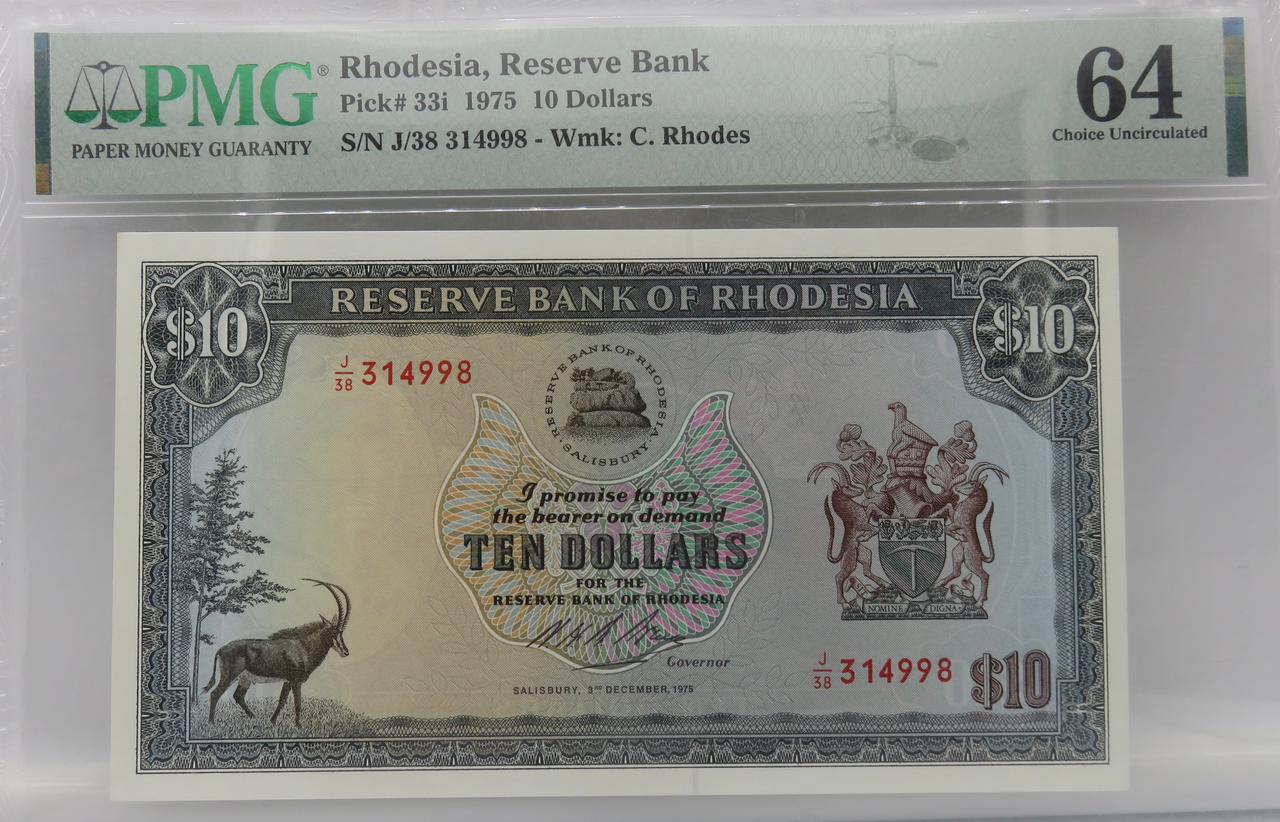 PMG®
PAPER MONEY GUARANTY
Rhodesia, Reserve Bank
Pick# 33i 1975 10 Dollars
S/N J/38 314998 - Wmk: C. Rhodes
64
Choice Uncirculated
RESERVE BANK OF RHODESIA
$10
$10
J/38 314998
· RESERVE BANK OF RHODESIA · SALISBURY
I promise to pay
the bearer on demand
TEN DOLLARS
FOR THE
RESERVE BANK OF RHODESIA
Governor
SALISBURY, 3RD DECEMBER, 1975
NOMINE DIGNA
J/38 314998
$10